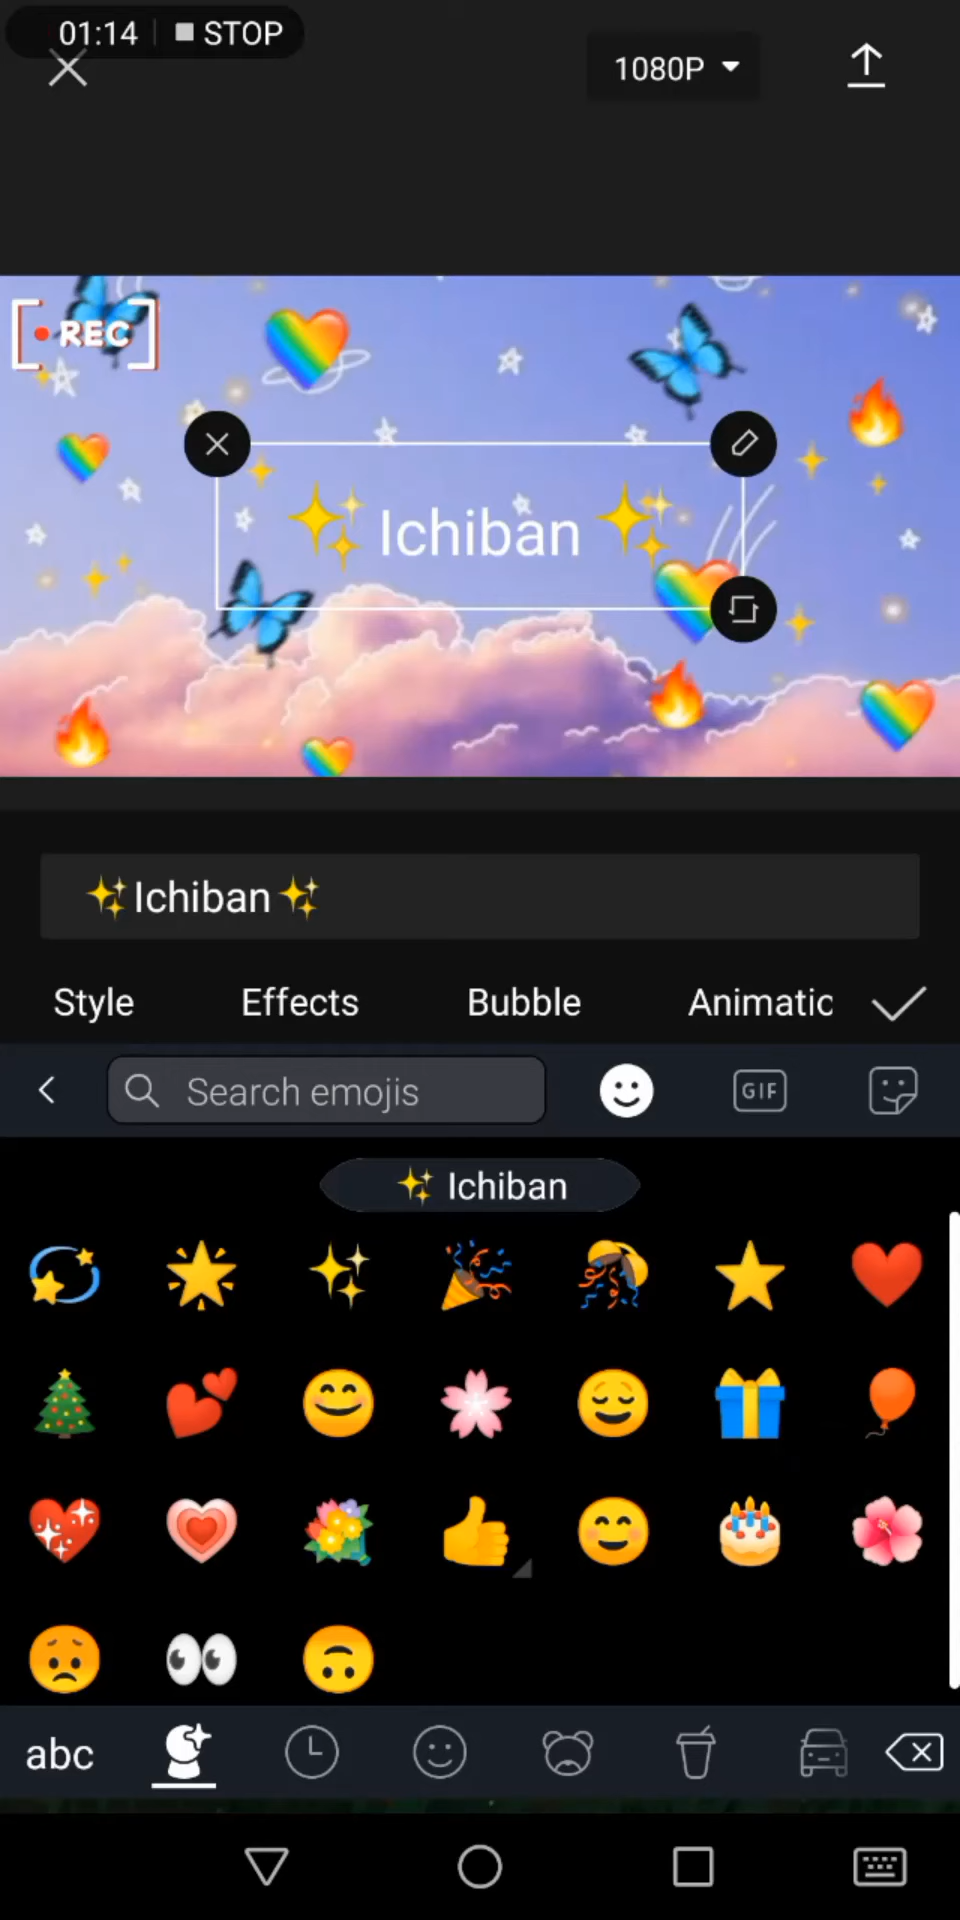 01:14 STOP
1080P
REC
✨ Ichiban ✨
✨Ichiban✨
Style Effects Bubble Animatic
Search emojis GIF
✨ Ichiban
abc